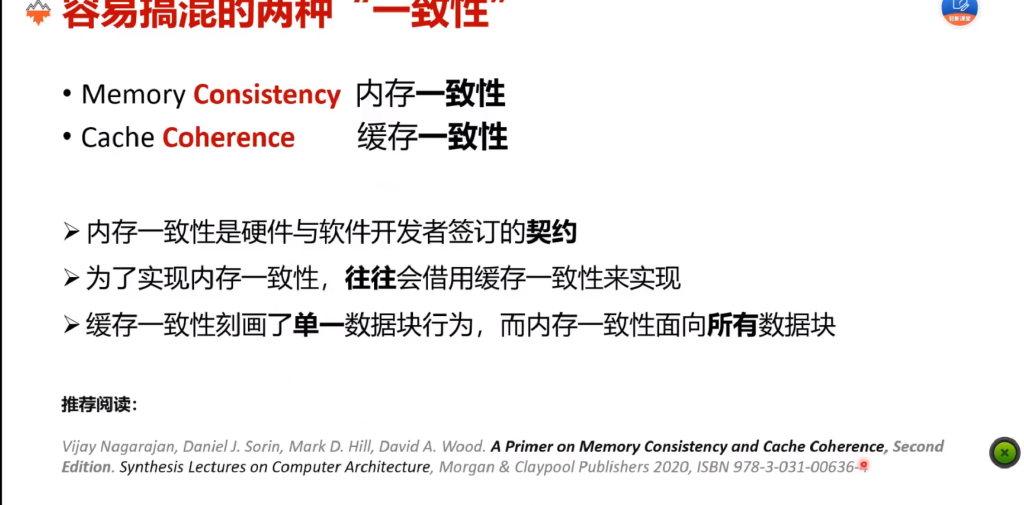 容易搞混的两种 “一致性”
• Memory Consistency 内存一致性
• Cache Coherence 缓存一致性
➢ 内存一致性是硬件与软件开发者签订的契约
➢ 为了实现内存一致性，往往会借用缓存一致性来实现
➢ 缓存一致性刻画了单一数据块行为，而内存一致性面向所有数据块
推荐阅读：
Vijay Nagarajan, Daniel J. Sorin, Mark D. Hill, David A. Wood. A Primer on Memory Consistency and Cache Coherence, Second
Edition. Synthesis Lectures on Computer Architecture, Morgan & Claypool Publishers 2020, ISBN 978-3-031-00636-